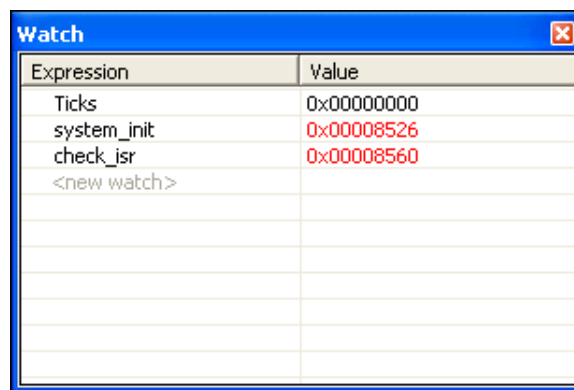 Watch
Expression Value
Ticks 0x00000000
system_init 0x00008526
check_isr 0x00008560
<new watch>